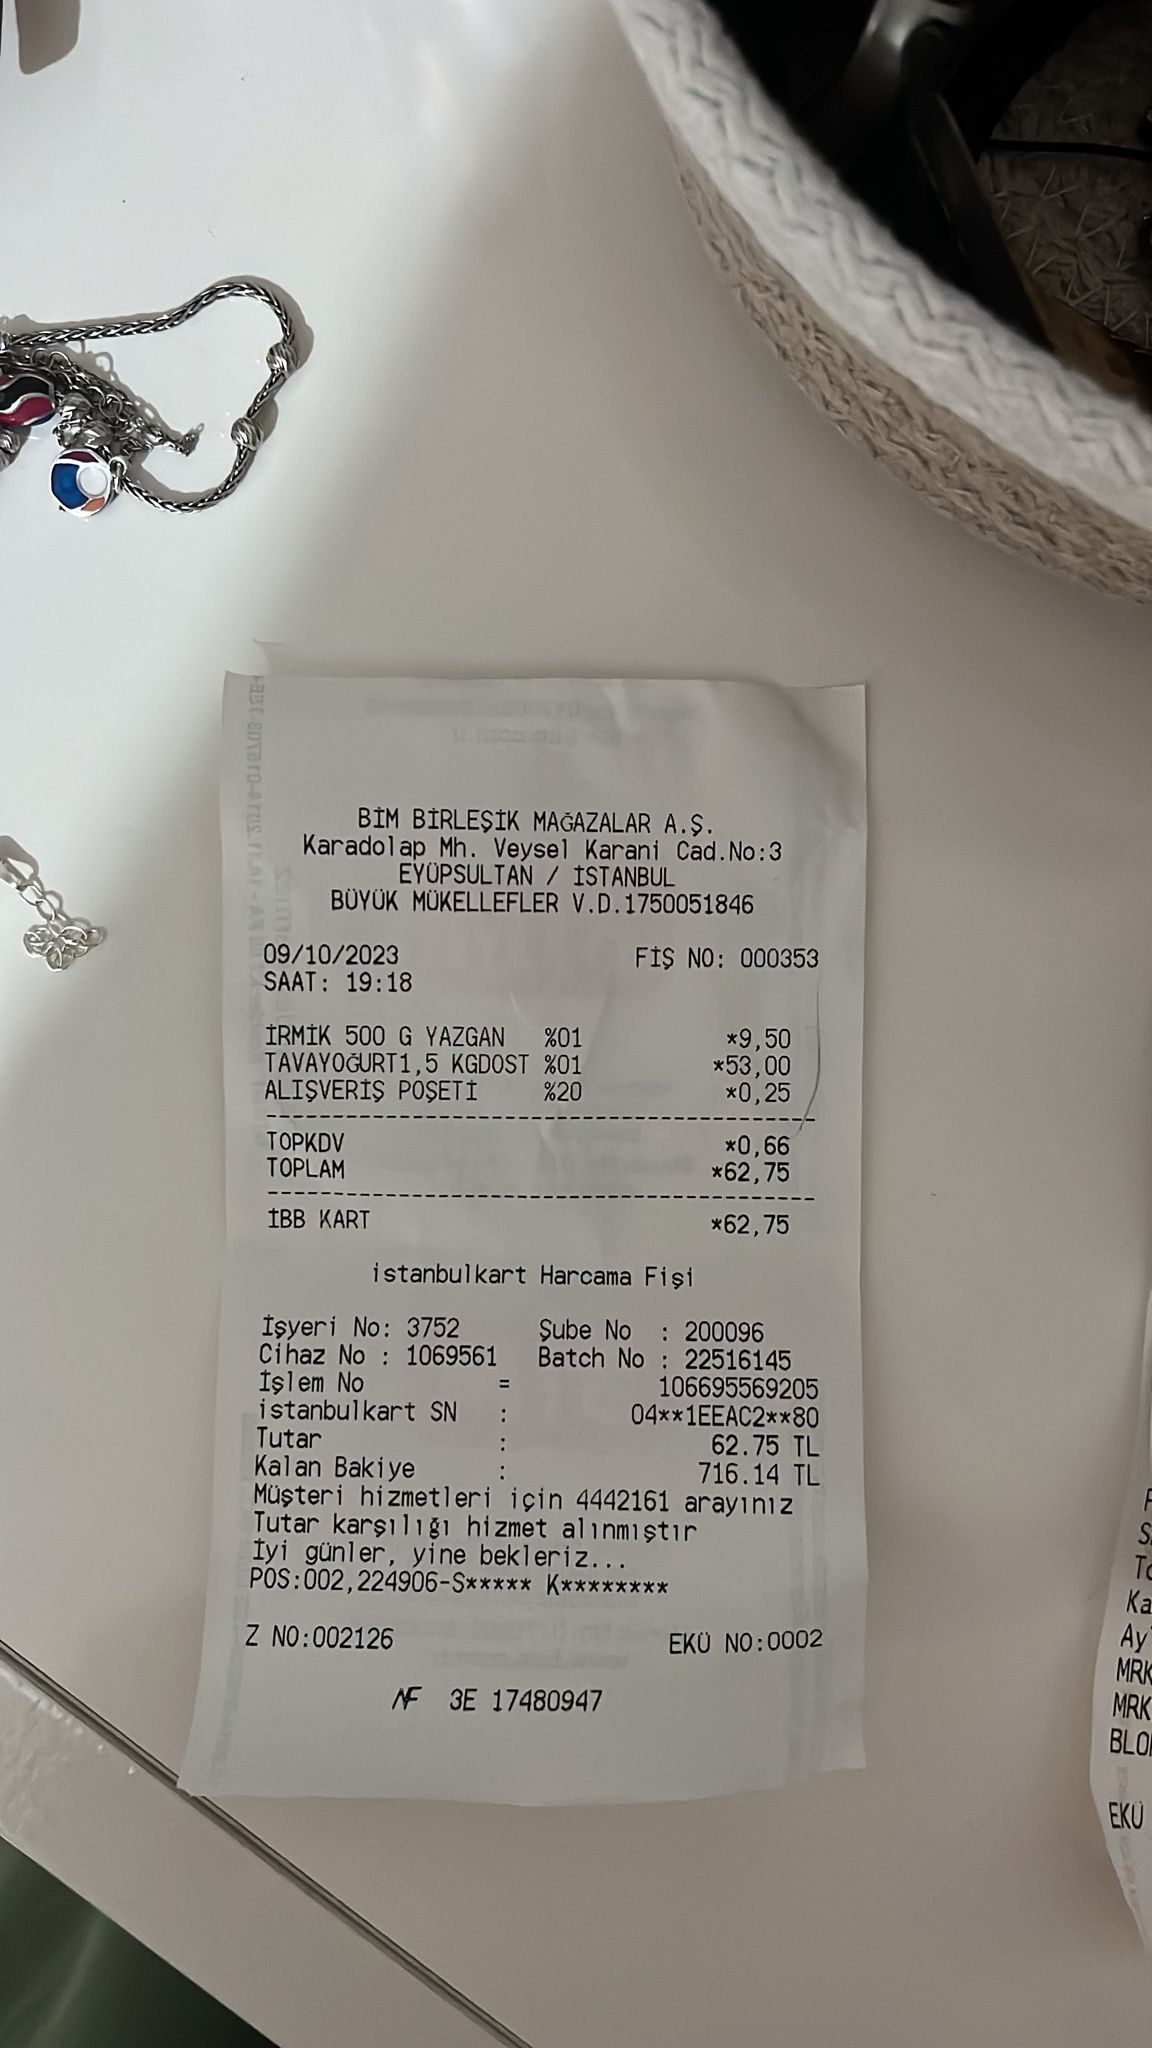 BİM BİRLEŞİK MAĞAZALAR A.Ş.
Karadolap Mh. Veysel Karani Cad.No:3
EYÜPSULTAN / İSTANBUL
BÜYÜK MÜKELLEFLER V.D.1750051846
09/10/2023 FİŞ NO: 000353
SAAT: 19:18
İRMİK 500 G YAZGAN %01 *9,50
TAVAYOĞURT1,5 KGDOST %01 *53,00
ALIŞVERİŞ POŞETİ %20 *0,25
TOPKDV *0,66
TOPLAM *62,75
İBB KART *62,75
istanbulkart Harcama Fişi
İşyeri No: 3752 Şube No : 200096
Cihaz No : 1069561 Batch No : 22516145
İşlem No = 106695569205
istanbulkart SN : 04**1EEAC2**80
Tutar : 62.75 TL
Kalan Bakiye : 716.14 TL
Müşteri hizmetleri için 4442161 arayınız
Tutar karşılığı hizmet alınmıştır
İyi günler, yine bekleriz...
POS:002,224906-S***** K********
Z NO:002126 EKÜ NO:0002
NF 3E 17480947
MRK
MRK
EKÜ